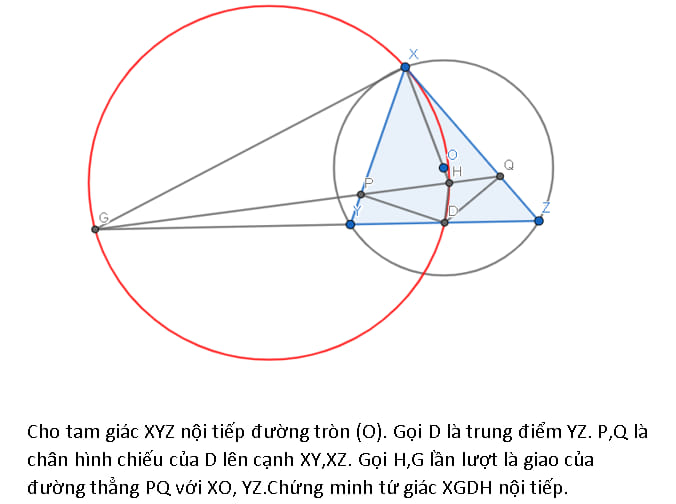 X
O
Q
H
P
G
Y
D
Z
Cho tam giác XYZ nội tiếp đường tròn (O). Gọi D là trung điểm YZ. P,Q là
chân hình chiếu của D lên cạnh XY,XZ. Gọi H,G lần lượt là giao của
đường thẳng PQ với XO, YZ.Chứng minh tứ giác XGDH nội tiếp.